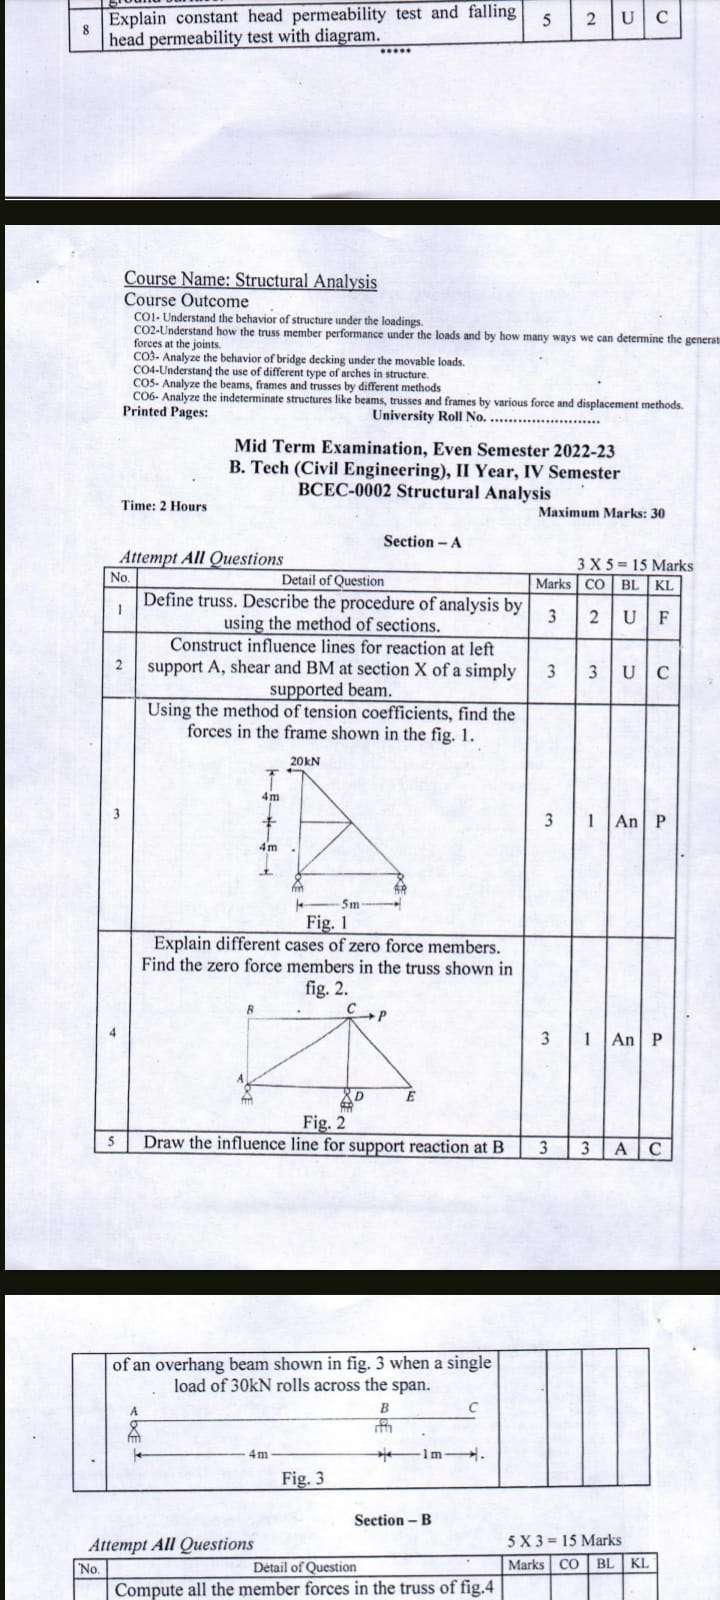 8 Explain constant head permeability test and falling 5 2 U C
head permeability test with diagram.
*****
Course Name: Structural Analysis
Course Outcome
CO1- Understand the behavior of structure under the loadings.
CO2-Understand how the truss member performance under the loads and by how many ways we can determine the
forces at the joints.
CO3- Analyze the behavior of bridge decking under the movable loads.
CO4-Understand the use of different type of arches in structure.
CO5- Analyze the beams, frames and trusses by different methods
CO6- Analyze the indeterminate structures like beams, trusses and frames by various force and displacement methods.
Printed Pages: University Roll No. ..........................
Mid Term Examination, Even Semester 2022-23
B. Tech (Civil Engineering), II Year, IV Semester
BCEC-0002 Structural Analysis
Time: 2 Hours Maximum Marks: 30
Section – A
Attempt All Questions 3 X 5 = 15 Marks
No. Detail of Question Marks CO BL KL
1 Define truss. Describe the procedure of analysis by 3 2 U F
using the method of sections.
Construct influence lines for reaction at left
2 support A, shear and BM at section X of a simply 3 3 U C
supported beam.
Using the method of tension coefficients, find the
forces in the frame shown in the fig. 1.
20kN
4m
3 3 1 An P
4m
5m
Fig. 1
Explain different cases of zero force members.
Find the zero force members in the truss shown in
fig. 2.
B C P
4 3 1 An P
A D E
Fig. 2
5 Draw the influence line for support reaction at B 3 3 A C
of an overhang beam shown in fig. 3 when a single
load of 30kN rolls across the span.
A B C
4m 1m
Fig. 3
Section – B
Attempt All Questions 5 X 3 = 15 Marks
No. Detail of Question Marks CO BL KL
Compute all the member forces in the truss of fig.4